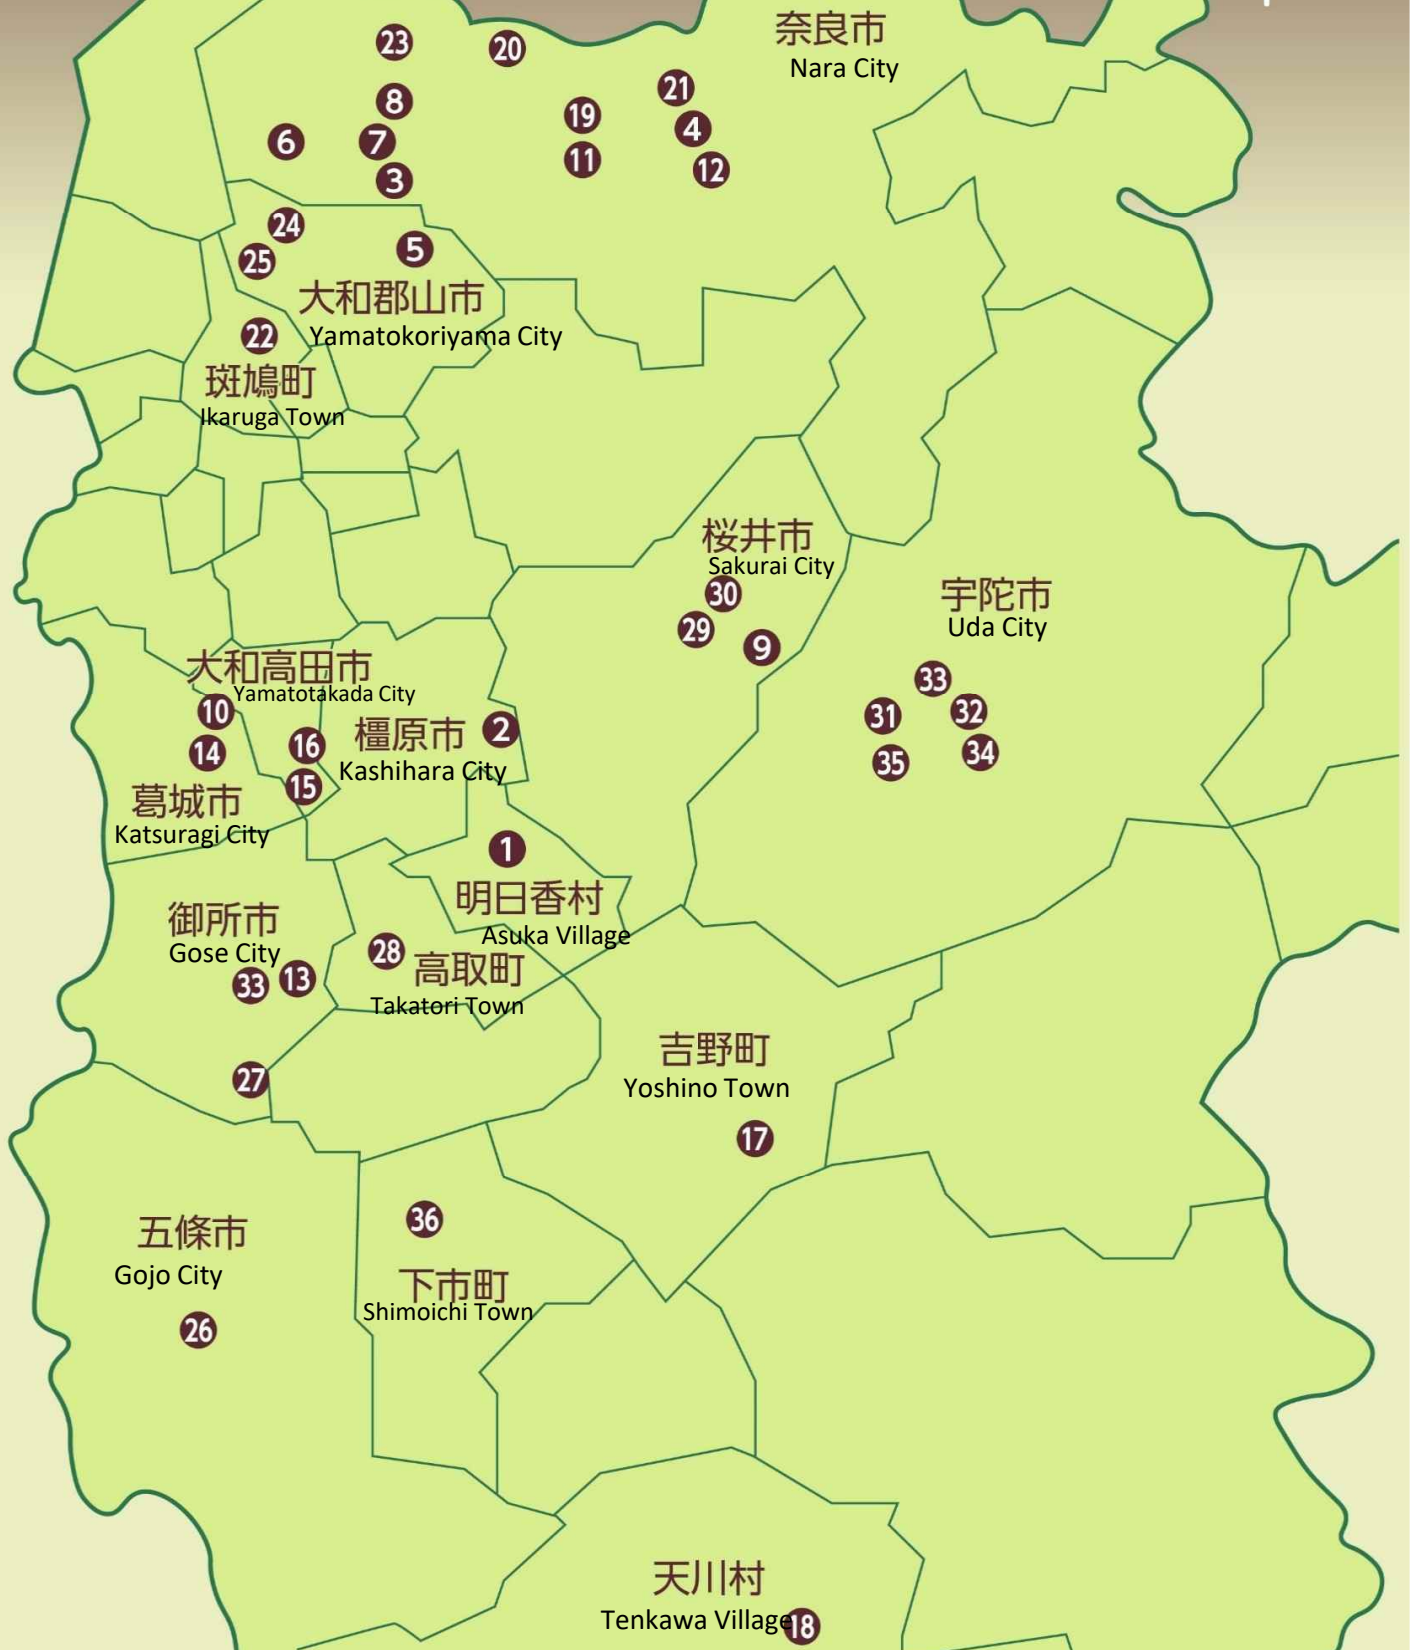 奈良市
Nara City
23
20
21
8
19
4
6
7
11
12
3
24
5
25
大和郡山市
Yamatokoriyama City
22
斑鳩町
Ikaruga Town
桜井市
Sakurai City
30
29
9
宇陀市
Uda City
33
31
32
35
34
大和高田市
Yamatotakada City
10
14
16
15
橿原市
2
Kashihara City
葛城市
Katsuragi City
1
明日香村
Asuka Village
御所市
Gose City
33
13
28
高取町
Takatori Town
27
吉野町
Yoshino Town
17
36
下市町
Shimoichi Town
五條市
Gojo City
26
天川村
Tenkawa Village
18